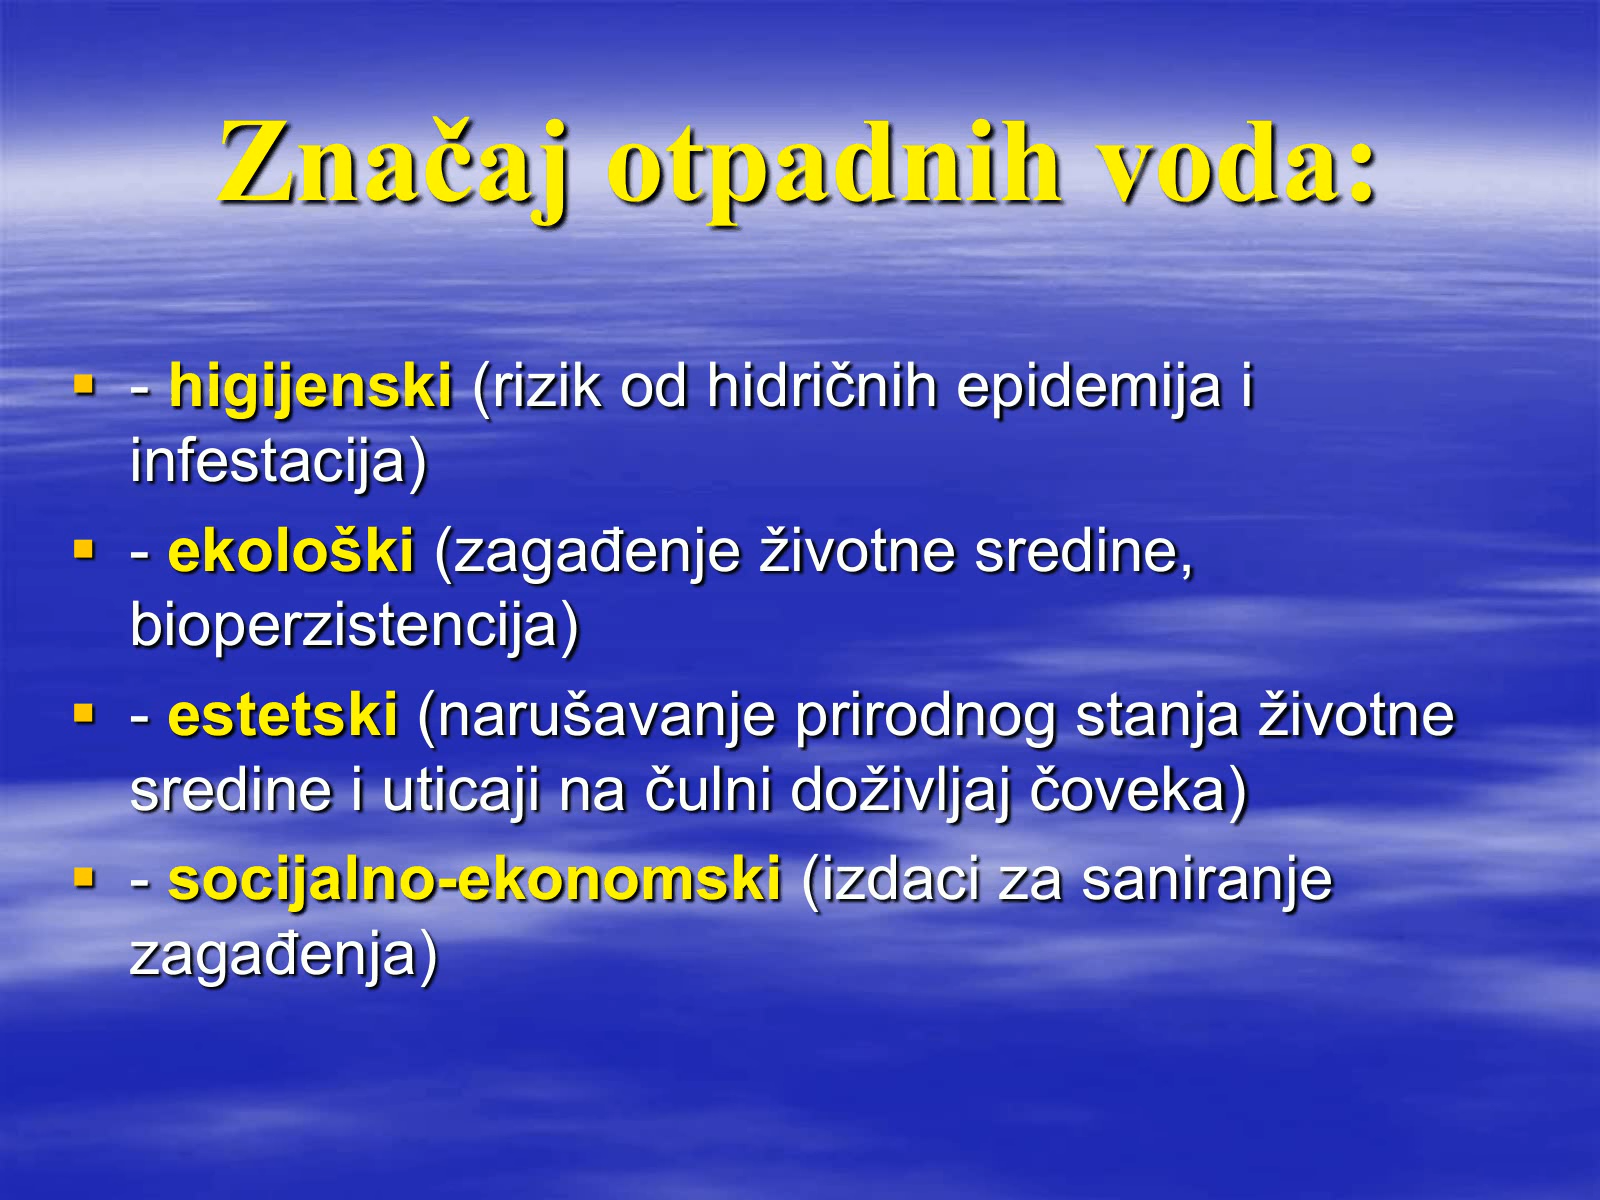 Značaj otpadnih voda:
▪ - higijenski (rizik od hidričnih epidemija i
infestacija)
▪ - ekološki (zagađenje životne sredine,
bioperzistencija)
▪ - estetski (narušavanje prirodnog stanja životne
sredine i uticaji na čulni doživljaj čoveka)
▪ - socijalno-ekonomski (izdaci za saniranje
zagađenja)